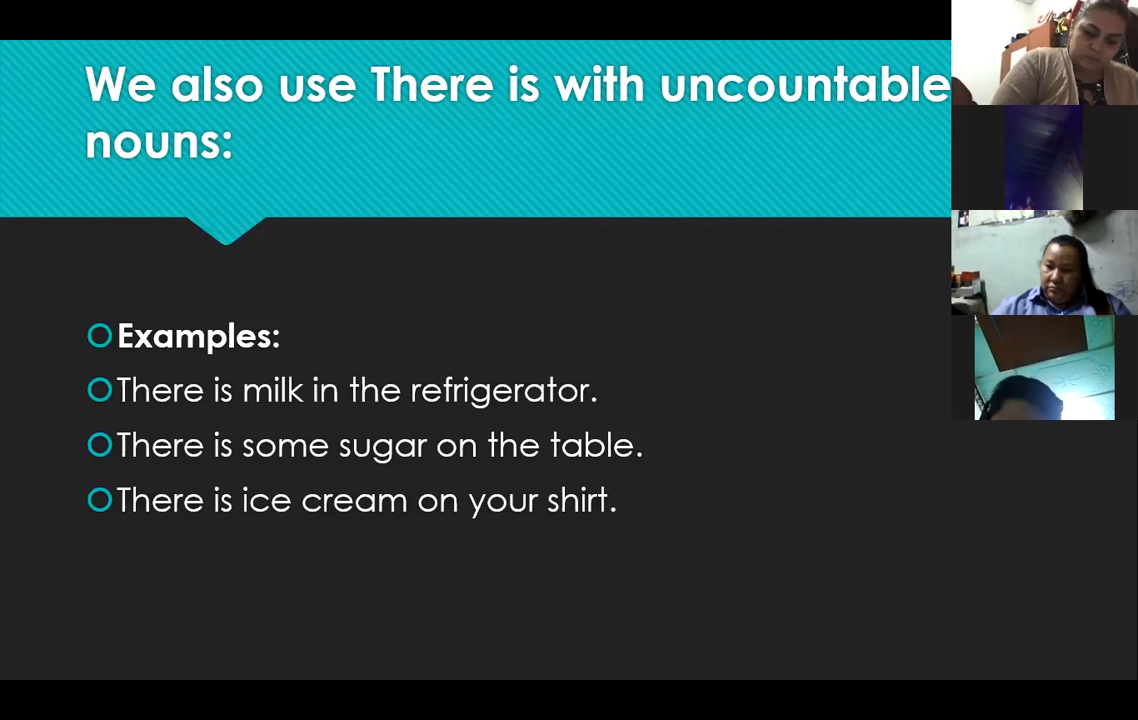 We also use There is with uncountable
nouns:
Examples:
There is milk in the refrigerator.
There is some sugar on the table.
There is ice cream on your shirt.